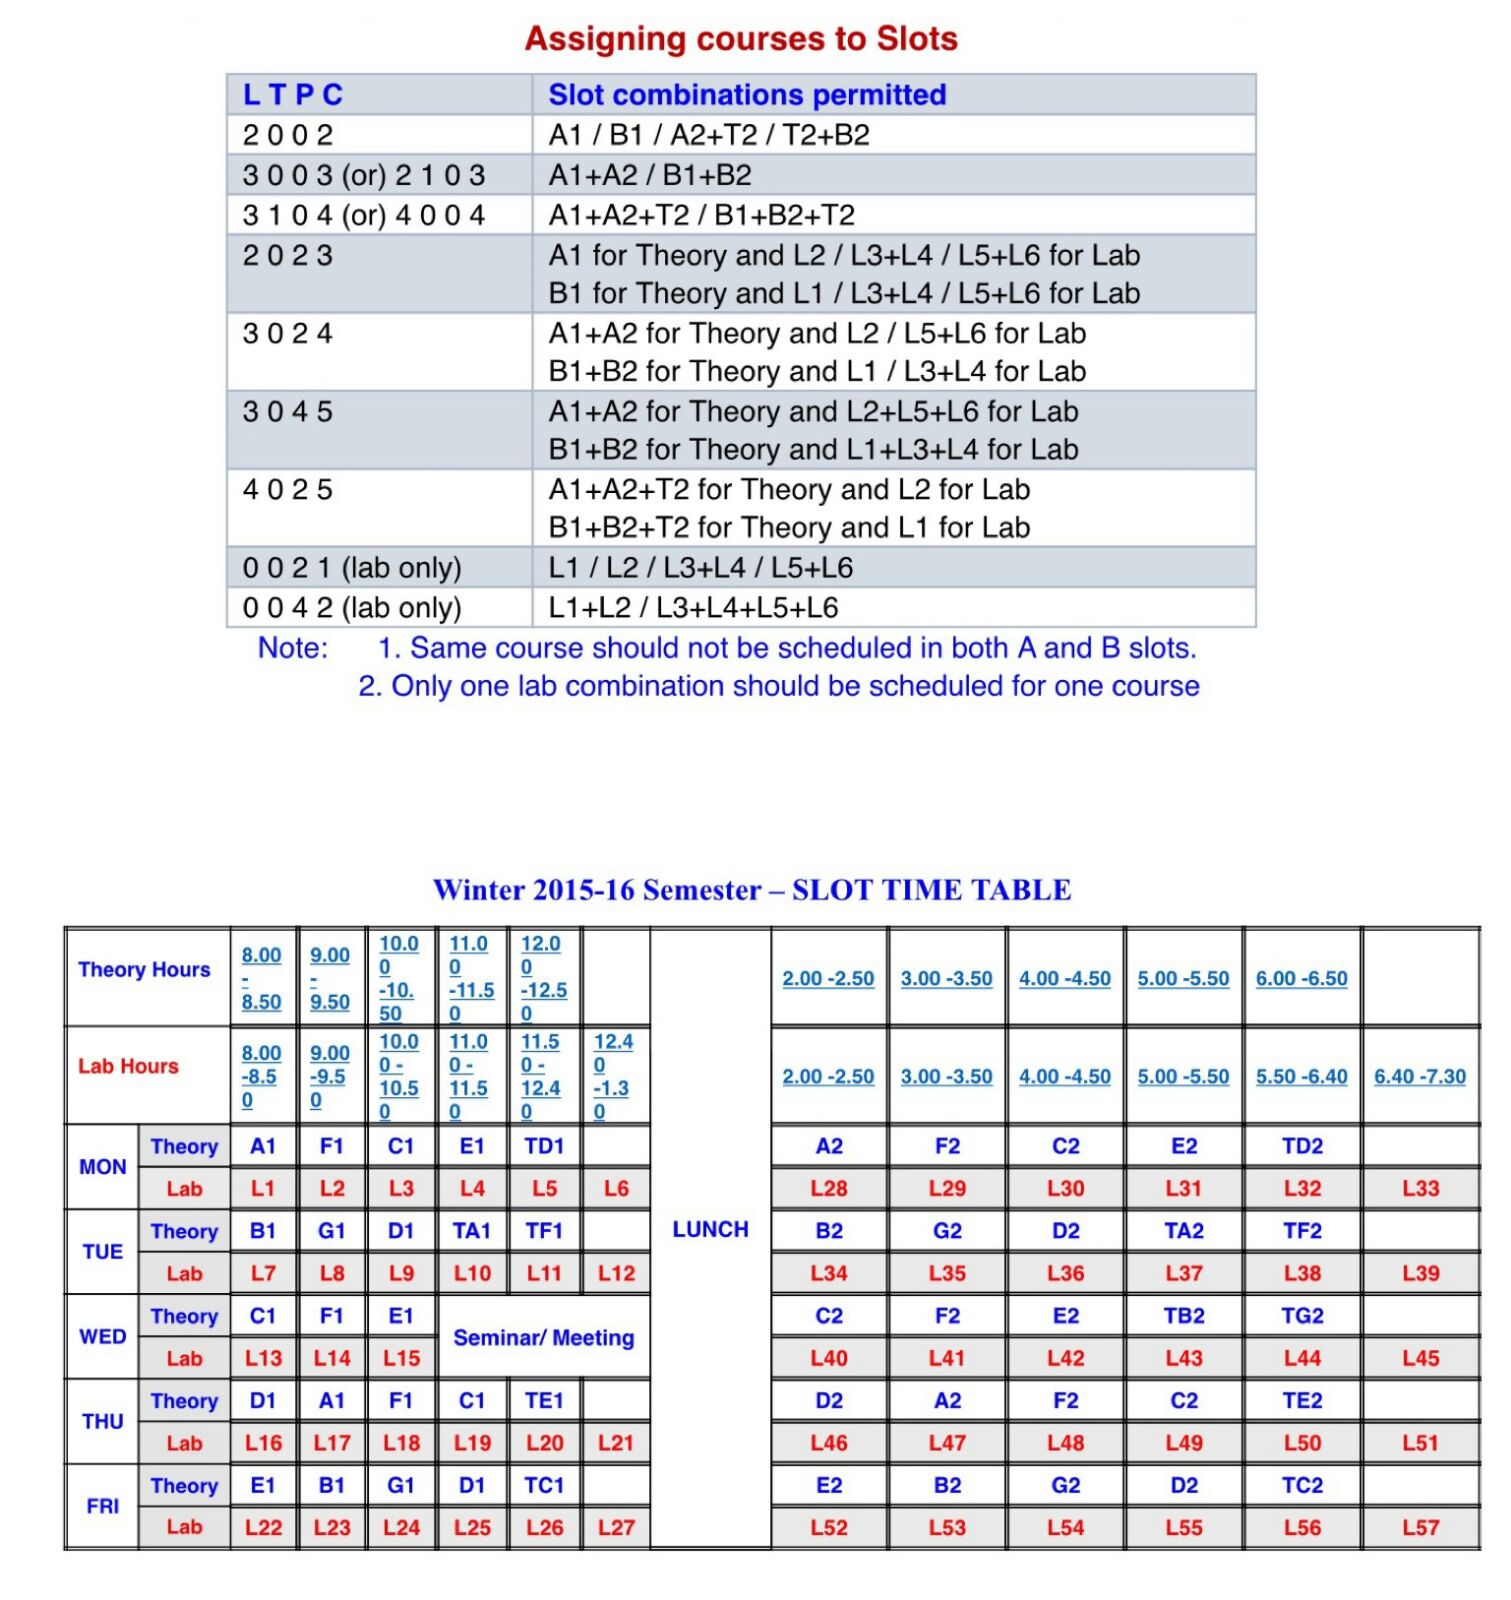 Assigning courses to Slots
L T P C Slot combinations permitted
2 0 0 2 A1 / B1 / A2+T2 / T2+B2
3 0 0 3 (or) 2 1 0 3 A1+A2 / B1+B2
3 1 0 4 (or) 4 0 0 4 A1+A2+T2 / B1+B2+T2
2 0 2 3 A1 for Theory and L2 / L3+L4 / L5+L6 for Lab
B1 for Theory and L1 / L3+L4 / L5+L6 for Lab
3 0 2 4 A1+A2 for Theory and L2 / L5+L6 for Lab
B1+B2 for Theory and L1 / L3+L4 for Lab
3 0 4 5 A1+A2 for Theory and L2+L5+L6 for Lab
B1+B2 for Theory and L1+L3+L4 for Lab
4 0 2 5 A1+A2+T2 for Theory and L2 for Lab
B1+B2+T2 for Theory and L1 for Lab
0 0 2 1 (lab only) L1 / L2 / L3+L4 / L5+L6
0 0 4 2 (lab only) L1+L2 / L3+L4+L5+L6
Note: 1. Same course should not be scheduled in both A and B slots.
2. Only one lab combination should be scheduled for one course
Winter 2015-16 Semester – SLOT TIME TABLE
Theory Hours 8.00 - 8.50 9.00 - 9.50 10.00 -10.50 11.00 -11.50 12.00 -12.50 2.00 -2.50 3.00 -3.50 4.00 -4.50 5.00 -5.50 6.00 -6.50
Lab Hours 8.00 -8.50 9.00 -9.50 10.00 - 10.50 11.00 - 11.50 11.50 - 12.40 12.40 -1.30 2.00 -2.50 3.00 -3.50 4.00 -4.50 5.00 -5.50 5.50 -6.40 6.40 -7.30
MON Theory A1 F1 C1 E1 TD1 A2 F2 C2 E2 TD2
Lab L1 L2 L3 L4 L5 L6 L28 L29 L30 L31 L32 L33
LUNCH
TUE Theory B1 G1 D1 TA1 TF1 B2 G2 D2 TA2 TF2
Lab L7 L8 L9 L10 L11 L12 L34 L35 L36 L37 L38 L39
WED Theory C1 F1 E1 Seminar/ Meeting C2 F2 E2 TB2 TG2
Lab L13 L14 L15 L40 L41 L42 L43 L44 L45
THU Theory D1 A1 F1 C1 TE1 D2 A2 F2 C2 TE2
Lab L16 L17 L18 L19 L20 L21 L46 L47 L48 L49 L50 L51
FRI Theory E1 B1 G1 D1 TC1 E2 B2 G2 D2 TC2
Lab L22 L23 L24 L25 L26 L27 L52 L53 L54 L55 L56 L57